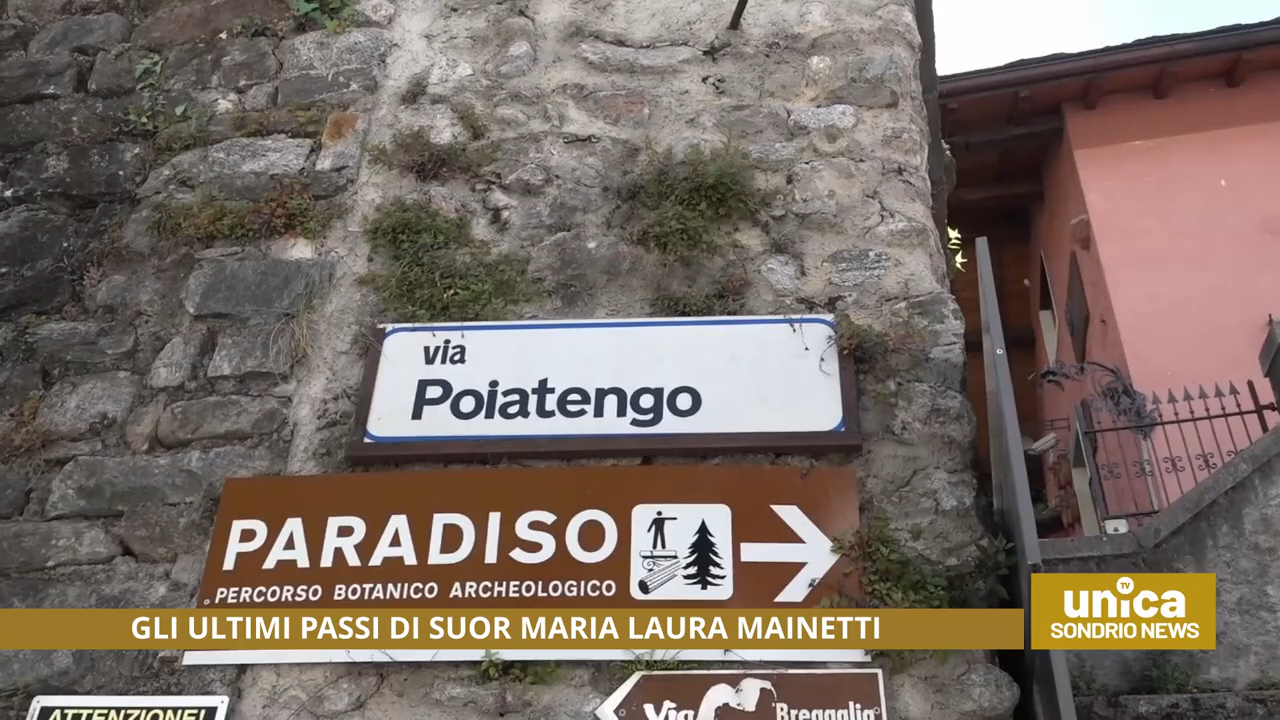 via
Poiatengo
PARADISO
PERCORSO BOTANICO ARCHEOLOGICO
GLI ULTIMI PASSI DI SUOR MARIA LAURA MAINETTI
TV
unica
SONDRIO NEWS
ATTENZIONE!
Via Bregaglia